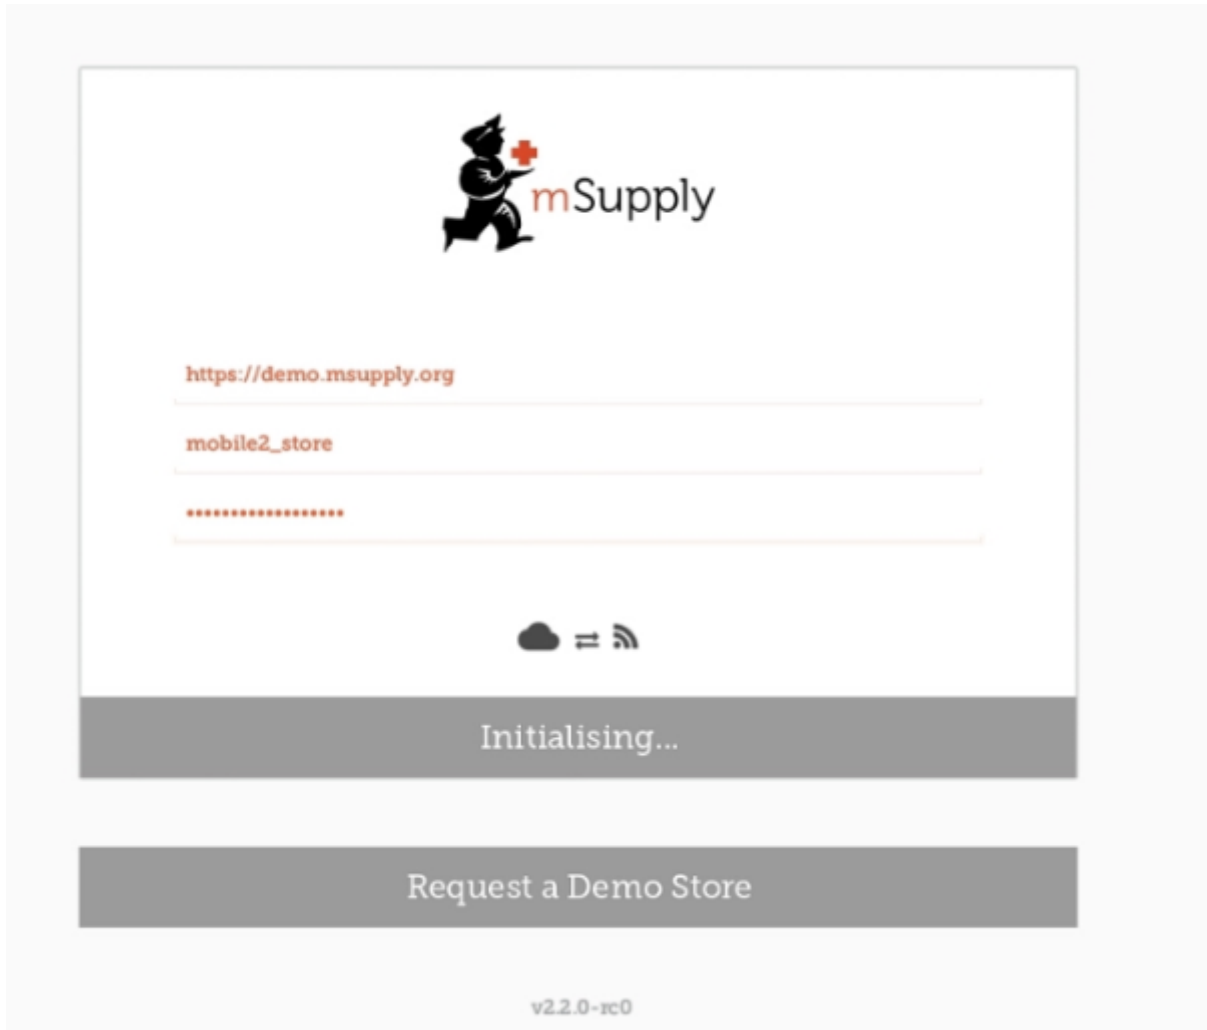 mSupply
https://demo.msupply.org
mobile2_store
••••••••••••••••••
Initialising...
Request a Demo Store
v2.2.0-rc0